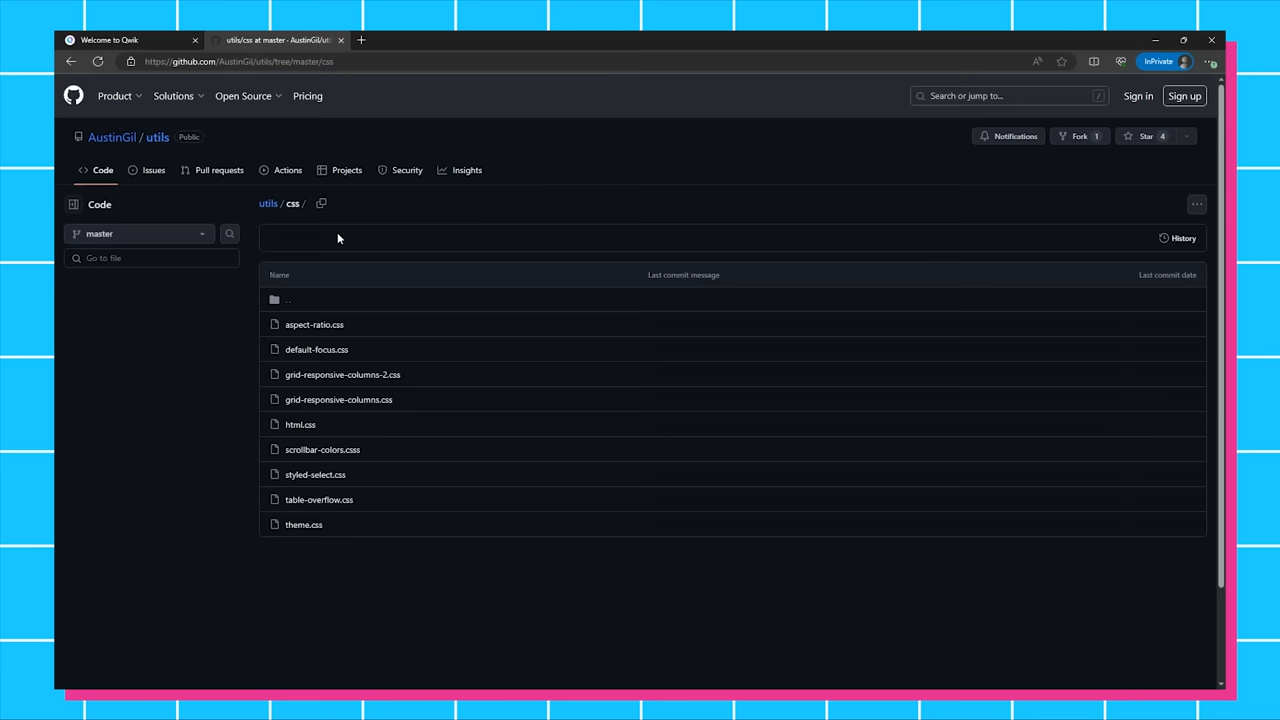 Welcome to Qwik
utils/css at master · AustinGil/uti
https://github.com/AustinGil/utils/tree/master/css
InPrivate
Product
Solutions
Open Source
Pricing
Search or jump to...
/
Sign in
Sign up
AustinGil / utils
Public
Notifications
Fork 1
Star 4
Code
Issues
Pull requests
Actions
Projects
Security
Insights
Code
utils / css /
master
Go to file
History
Name
Last commit message
Last commit date
..
aspect-ratio.css
default-focus.css
grid-responsive-columns-2.css
grid-responsive-columns.css
html.css
scrollbar-colors.csss
styled-select.css
table-overflow.css
theme.css